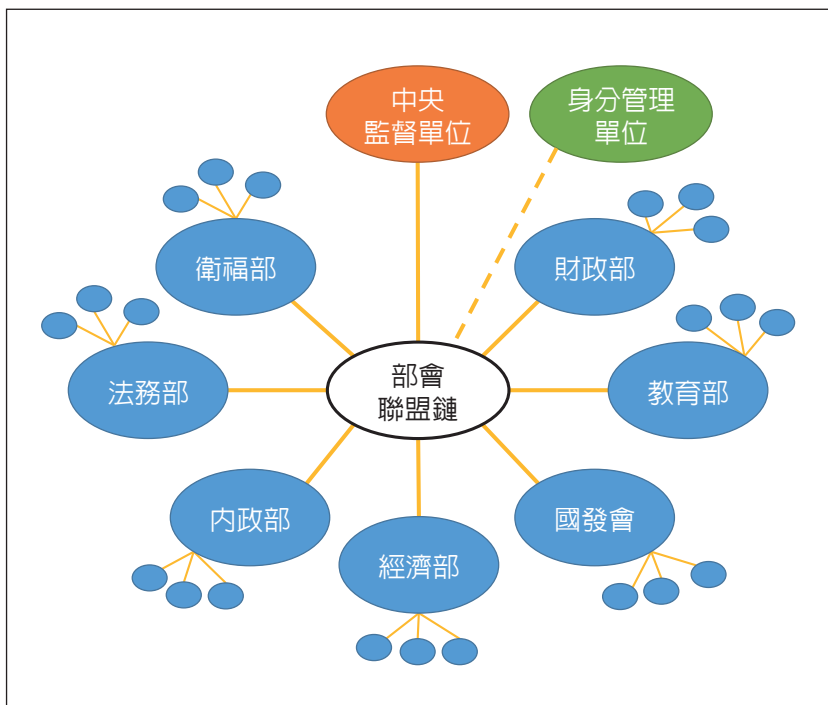 中央
監督單位
身分管理
單位
衛福部
財政部
法務部
部會
聯盟鏈
教育部
內政部
經濟部
國發會